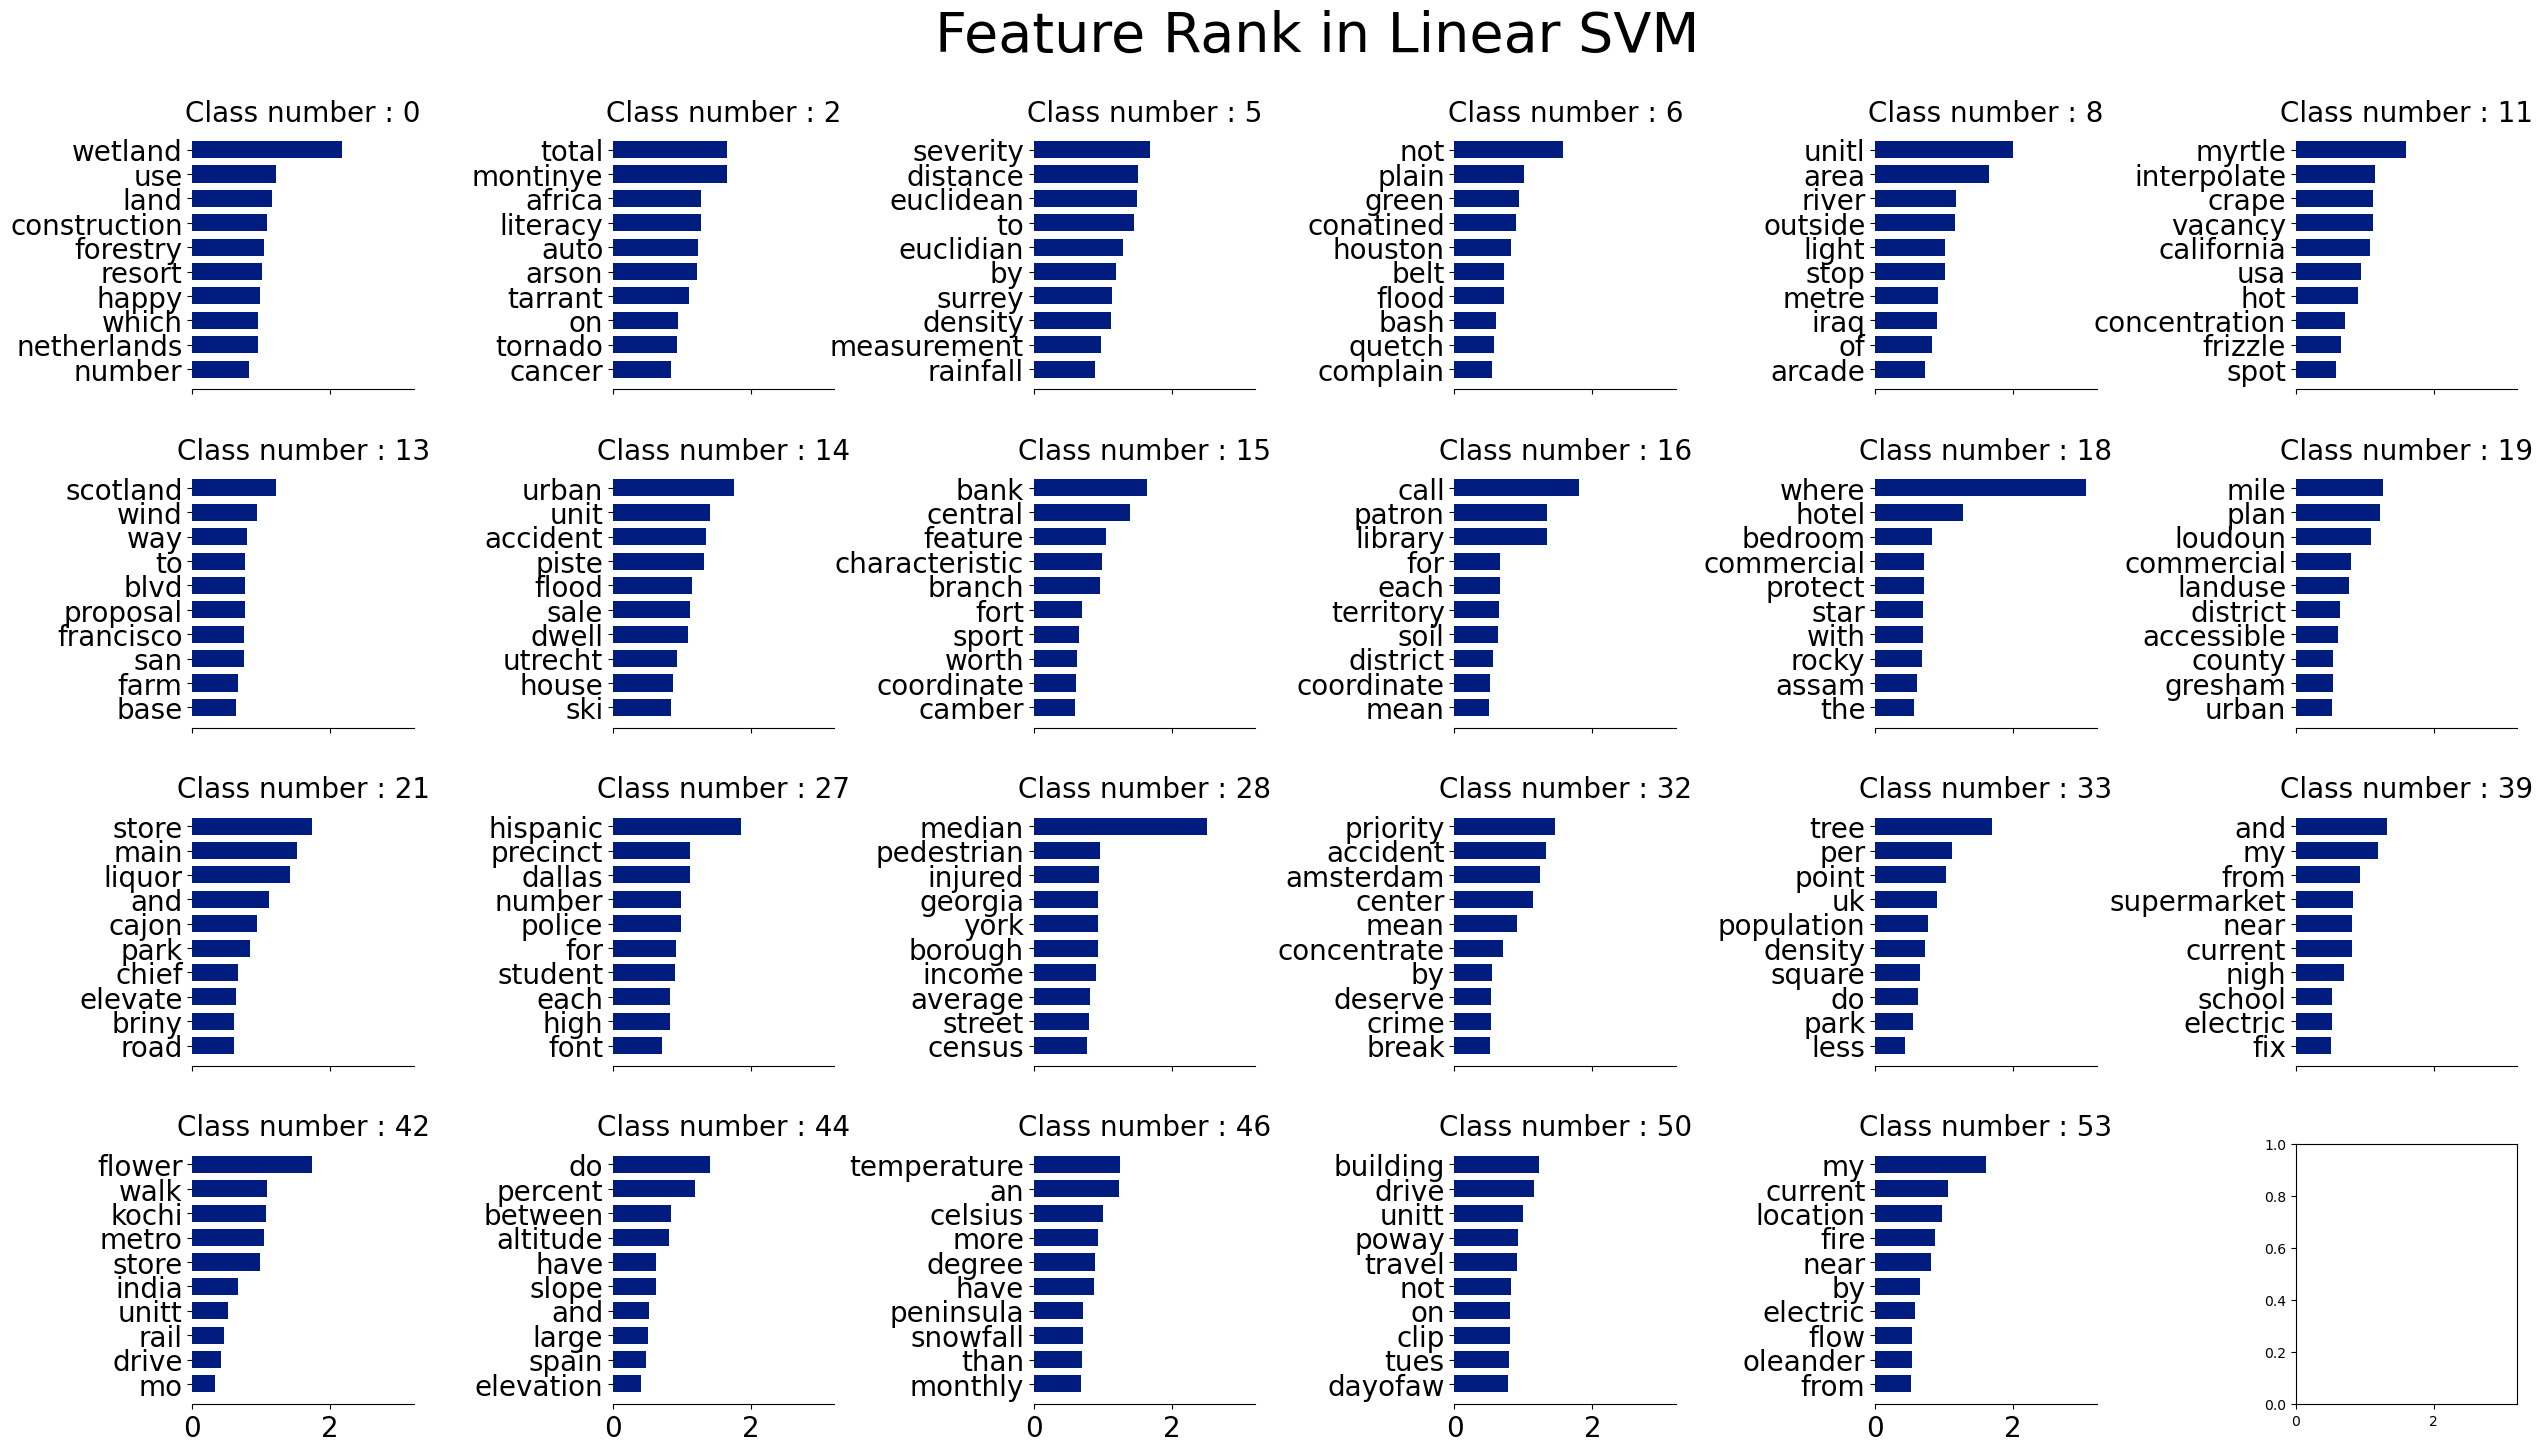 Feature Rank in Linear SVM
Class number : 0
wetland
use
land
construction
forestry
resort
happy
which
netherlands
number
Class number : 2
total
montinye
africa
literacy
auto
arson
tarrant
on
tornado
cancer
Class number : 5
severity
distance
euclidean
to
euclidian
by
surrey
density
measurement
rainfall
Class number : 6
not
plain
green
conatined
houston
belt
flood
bash
quetch
complain
Class number : 8
unitl
area
river
outside
light
stop
metre
iraq
of
arcade
Class number : 11
myrtle
interpolate
crape
vacancy
california
usa
hot
concentration
frizzle
spot
Class number : 13
scotland
wind
way
to
blvd
proposal
francisco
san
farm
base
Class number : 14
urban
unit
accident
piste
flood
sale
dwell
utrecht
house
ski
Class number : 15
bank
central
feature
characteristic
branch
fort
sport
worth
coordinate
camber
Class number : 16
call
patron
library
for
each
territory
soil
district
coordinate
mean
Class number : 18
where
hotel
bedroom
commercial
protect
star
with
rocky
assam
the
Class number : 19
mile
plan
loudoun
commercial
landuse
district
accessible
county
gresham
urban
Class number : 21
store
main
liquor
and
cajon
park
chief
elevate
briny
road
Class number : 27
hispanic
precinct
dallas
number
police
for
student
each
high
font
Class number : 28
median
pedestrian
injured
georgia
york
borough
income
average
street
census
Class number : 32
priority
accident
amsterdam
center
mean
concentrate
by
deserve
crime
break
Class number : 33
tree
per
point
uk
population
density
square
do
park
less
Class number : 39
and
my
from
supermarket
near
current
nigh
school
electric
fix
Class number : 42
flower
walk
kochi
metro
store
india
unitt
rail
drive
mo
0 2
Class number : 44
do
percent
between
altitude
have
slope
and
large
spain
elevation
0 2
Class number : 46
temperature
an
celsius
more
degree
have
peninsula
snowfall
than
monthly
0 2
Class number : 50
building
drive
unitt
poway
travel
not
on
clip
tues
dayofaw
0 2
Class number : 53
my
current
location
fire
near
by
electric
flow
oleander
from
0 2
1.0
0.8
0.6
0.4
0.2
0.0
0 2